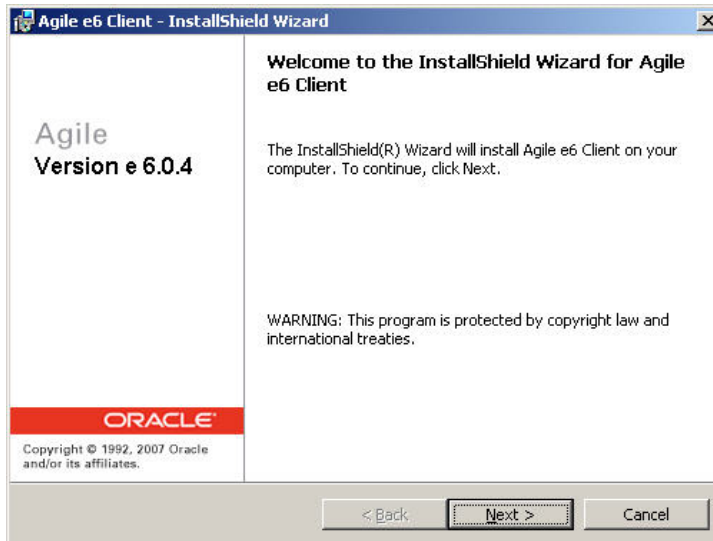 Agile e6 Client - InstallShield Wizard
Welcome to the InstallShield Wizard for Agile
e6 Client
Agile
Version e 6.0.4
The InstallShield(R) Wizard will install Agile e6 Client on your
computer. To continue, click Next.
WARNING: This program is protected by copyright law and
international treaties.
ORACLE
Copyright © 1992, 2007 Oracle
and/or its affiliates.
< Back
Next >
Cancel